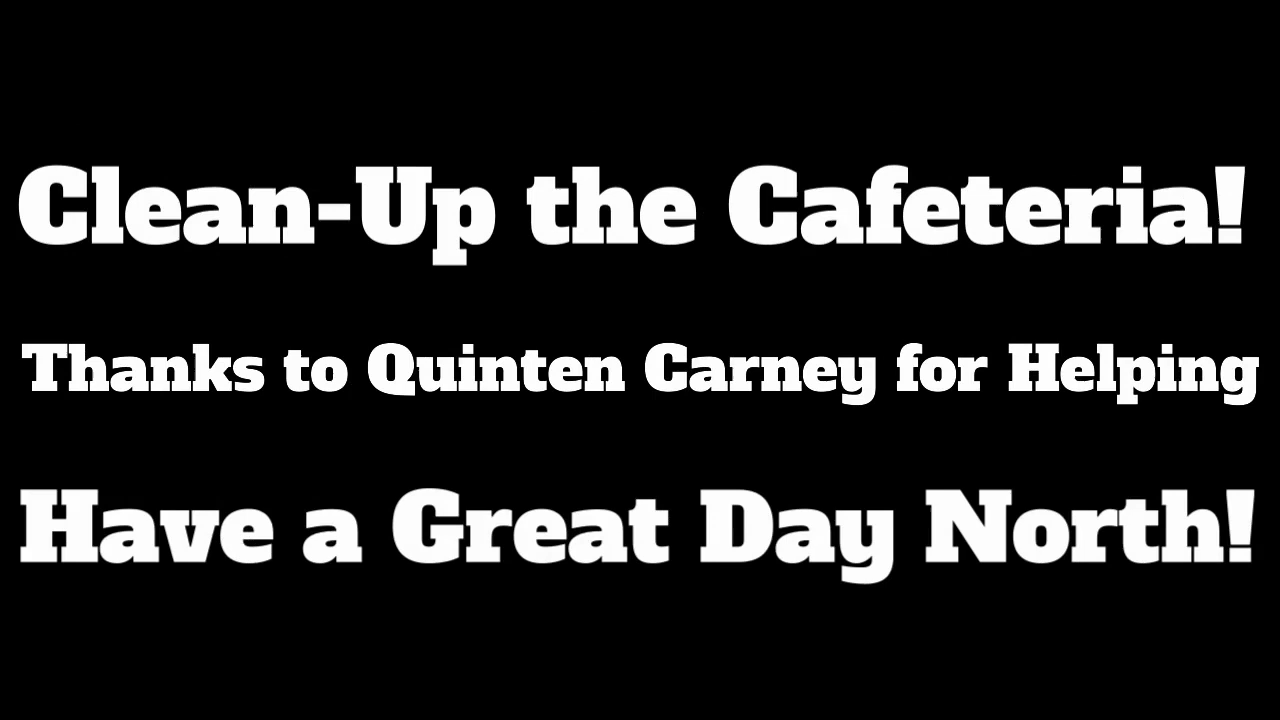 Clean-Up the Cafeteria!
Thanks to Quinten Carney for Helping
Have a Great Day North!